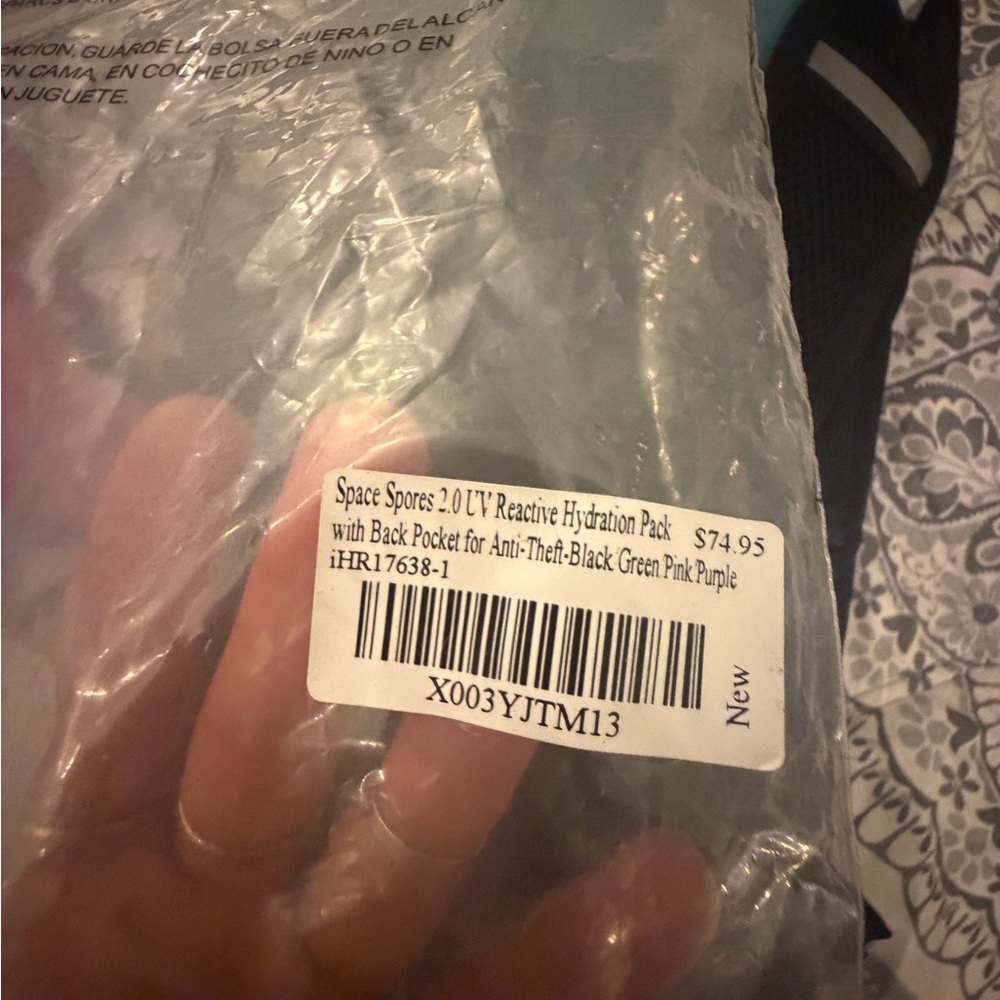 ACION, GUARDE LA BOLSA FUERA DEL ALCAN
EN CAMA, EN COCHECITO DE NINO O EN
N JUGUETE.
Space Spores 2.0 UV Reactive Hydration Pack $74.95
with Back Pocket for Anti-Theft-Black/Green/Pink/Purple
iHR17638-1
X003YJTM13
New